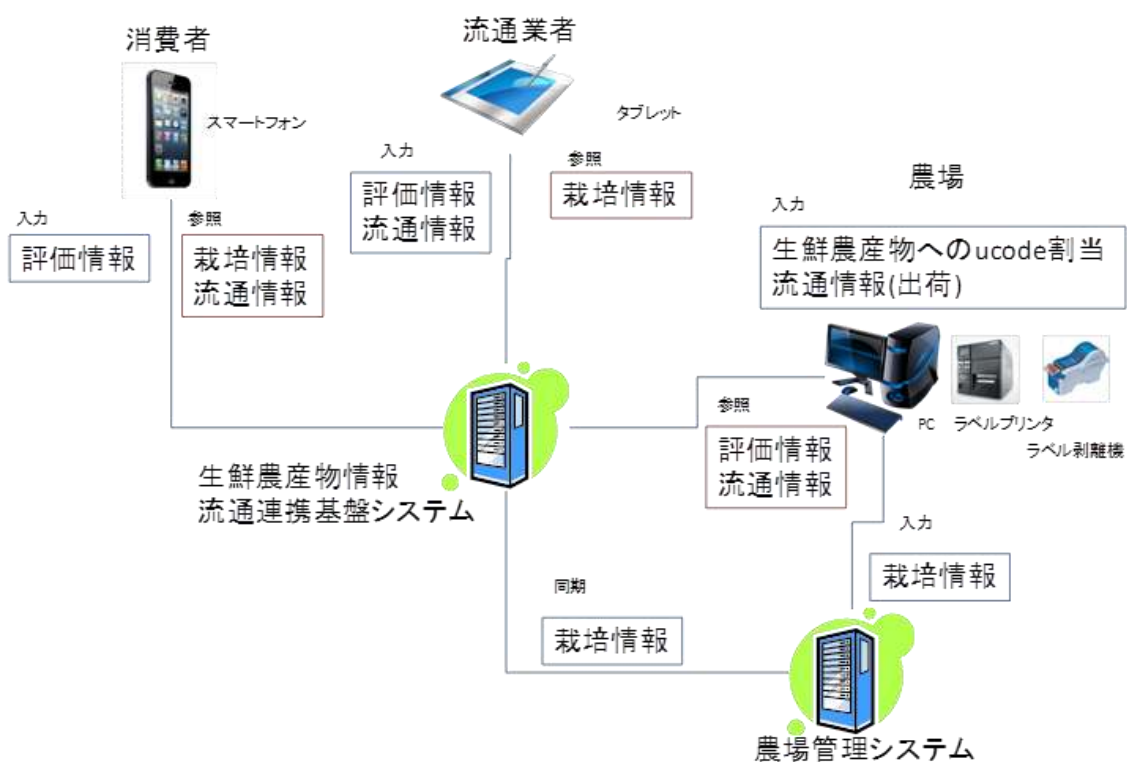 消費者
スマートフォン
入力
評価情報
参照
栽培情報
流通情報
流通業者
タブレット
入力
評価情報
流通情報
参照
栽培情報
農場
入力
生鮮農産物へのucode割当
流通情報(出荷)
PC
ラベルプリンタ
ラベル剥離機
参照
評価情報
流通情報
生鮮農産物情報
流通連携基盤システム
入力
栽培情報
同期
栽培情報
農場管理システム